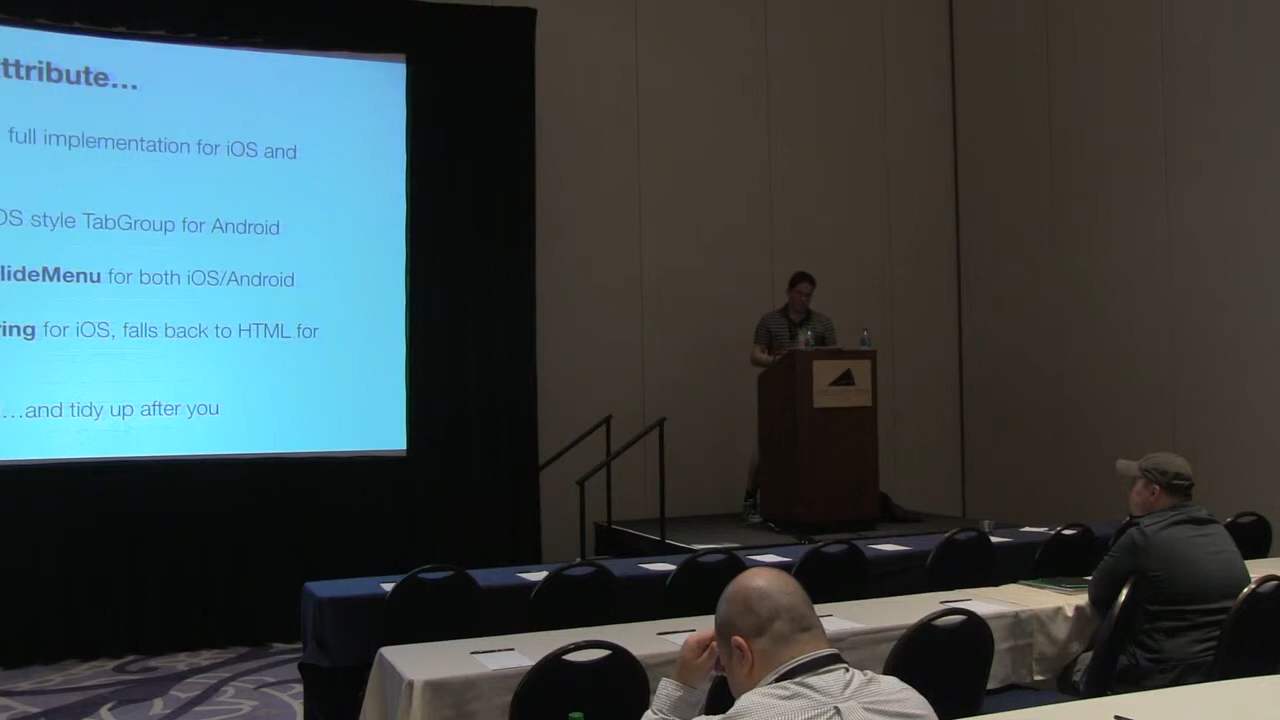 ttribute...
full implementation for iOS and
OS style TabGroup for Android
lideMenu for both iOS/Android
ring for iOS, falls back to HTML for
...and tidy up after you